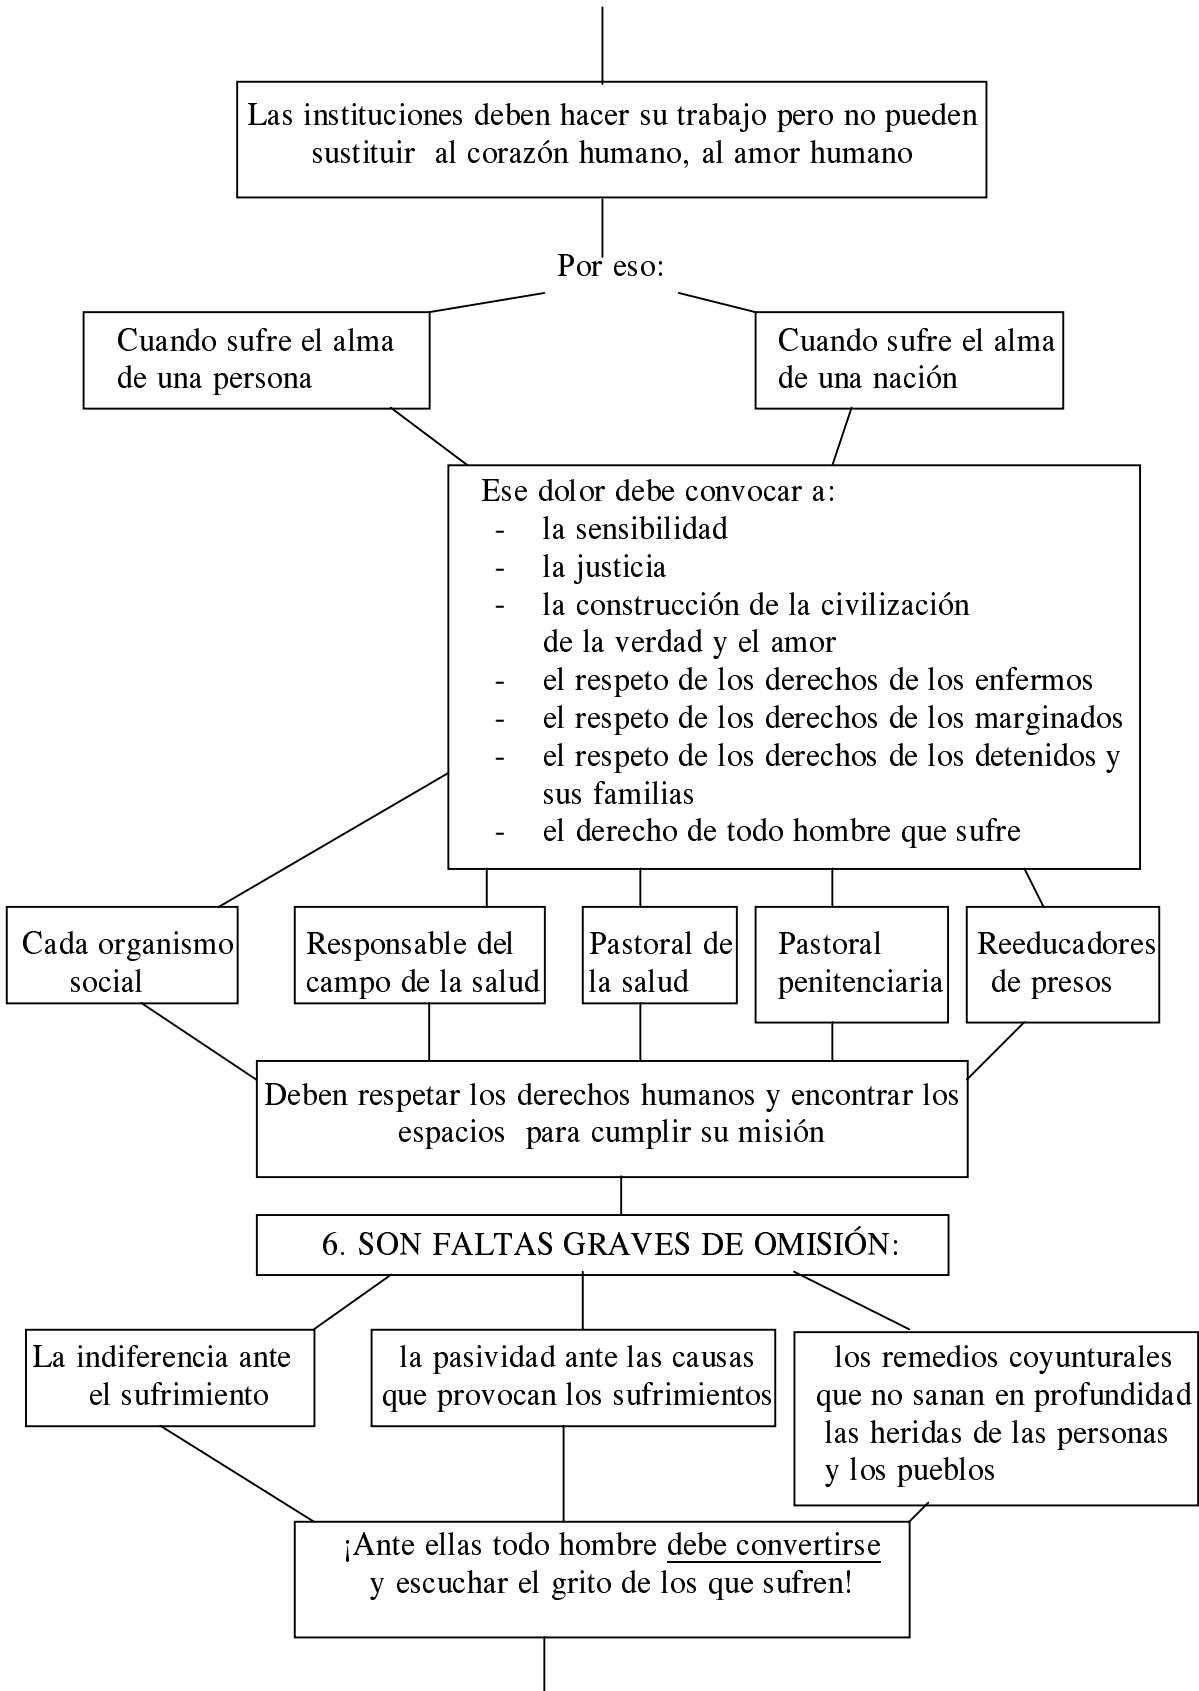 Las instituciones deben hacer su trabajo pero no pueden
sustituir al corazón humano, al amor humano
Por eso:
Cuando sufre el alma
de una persona
Cuando sufre el alma
de una nación
Ese dolor debe convocar a:
- la sensibilidad
- la justicia
- la construcción de la civilización
de la verdad y el amor
- el respeto de los derechos de los enfermos
- el respeto de los derechos de los marginados
- el respeto de los derechos de los detenidos y
sus familias
- el derecho de todo hombre que sufre
Cada organismo
social
Responsable del
campo de la salud
Pastoral de
la salud
Pastoral
penitenciaria
Reeducadores
de presos
Deben respetar los derechos humanos y encontrar los
espacios para cumplir su misión
6. SON FALTAS GRAVES DE OMISIÓN:
La indiferencia ante
el sufrimiento
la pasividad ante las causas
que provocan los sufrimientos
los remedios coyunturales
que no sanan en profundidad
las heridas de las personas
y los pueblos
¡Ante ellas todo hombre debe convertirse
y escuchar el grito de los que sufren!